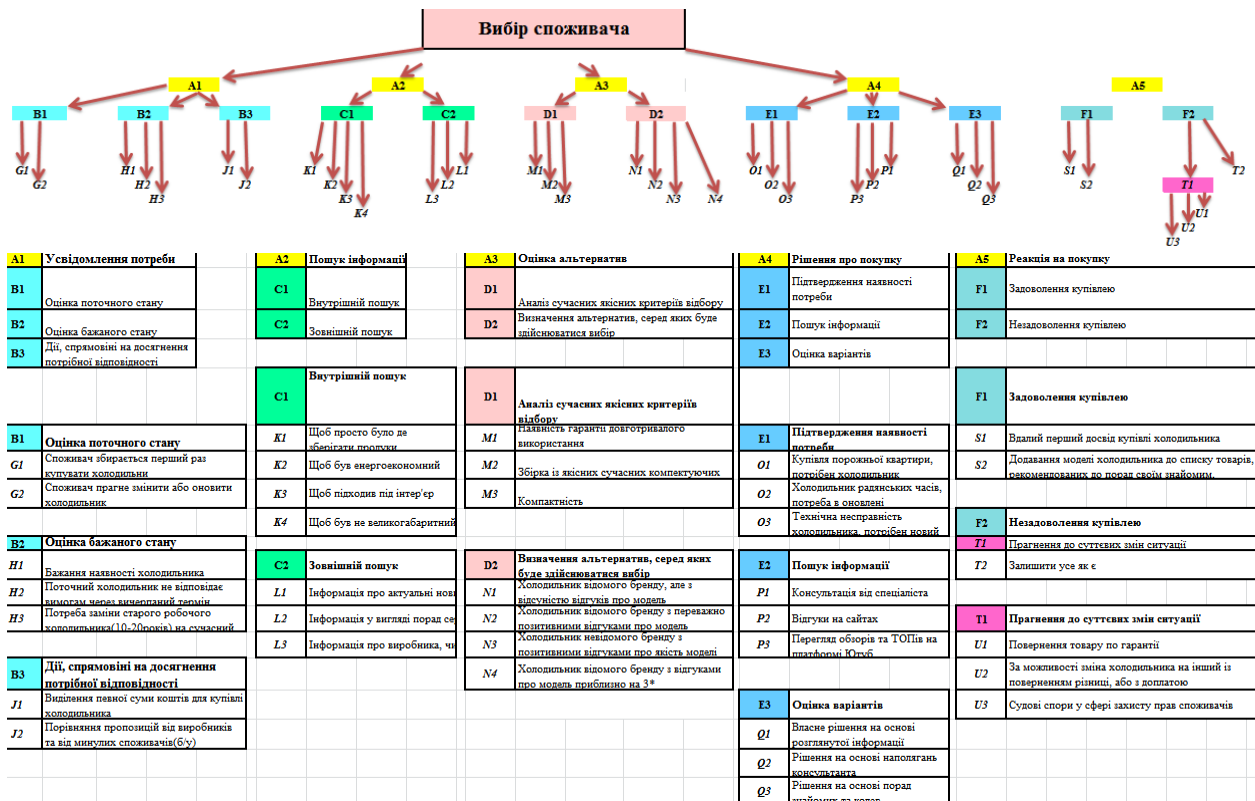 Вибір споживача
A1
A2
A3
A4
A5
B1
B2
B3
C1
C2
D1
D2
E1
E2
E3
F1
F2
G1
G2
H1
H2
H3
J1
J2
K1
K2
K3
K4
L1
L2
L3
M1
M2
M3
N1
N2
N3
N4
O1
O2
O3
P1
P2
P3
Q1
Q2
Q3
S1
S2
T1
T2
U1
U2
U3
A1 Усвідомлення потреби
B1 Оцінка поточного стану
B2 Оцінка бажаного стану
B3 Дії, спрямовіні на досягнення
потрібної відповідності
B1 Оцінка поточного стану
G1 Споживач збирається перший раз
купувати холодильни
G2 Споживач прагне змінити або оновити
холодильник
B2 Оцінка бажаного стану
H1 Бажання наявності холодильника
H2 Поточний холодильник не відповідає
вимогам через вичерпаний термін
H3 Потреба заміни старого робочого
холодильника(10-20років) на сучасний
B3 Дії, спрямовіні на досягнення
потрібної відповідності
J1 Виділення певної суми коштів для купівлі
холодильника
J2 Порівняння пропозицій від виробників
та від минулих споживачів(б/у)
A2 Пошук інформації
C1 Внутрішній пошук
C2 Зовнішній пошук
C1 Внутрішній пошук
K1 Щоб просто було де
зберігати продуки
K2 Щоб був енергоекономний
K3 Щоб підходив під інтер'єр
K4 Щоб був не великогабаритний
C2 Зовнішній пошук
L1 Інформація про актуальні нов
L2 Інформація у вигляді порад се
L3 Інформація про виробника, чи
A3 Оцінка альтернатив
D1 Аналіз сучасних якісних критеріїв відбору
D2 Визначення альтернатив, серед яких буде
здійснюватися вибір
D1 Аналіз сучасних якісних критеріїв
відбору
M1 Наявність гарантії довготривалого
використання
M2 Збірка із якісних сучасних компектуючих
M3 Компактність
D2 Визначення альтернатив, серед яких
буде здійснюватися вибір
N1 Холодильник відомого бренду, але з
відсуністю відгуків про модель
N2 Холодильник відомого бренду з переважно
позитивними відгуками про модель
N3 Холодильник невідомого бренду з
позитивними відгуками про якість моделі
N4 Холодильник відомого бренду з відгуками
про модель приблизно на 3*
A4 Рішення про покупку
E1 Підтвердження наявності
потреби
E2 Пошук інформації
E3 Оцінка варіантів
E1 Підтвердження наявності
потреби
O1 Купівля порожньої квартири,
потрібен холодильник
O2 Холодильник радянських часів,
потреба в оновлені
O3 Технічна несправність
холодильника, потрібен новий
E2 Пошук інформації
P1 Консультація від спеціаліста
P2 Відгуки на сайтах
P3 Перегляд обзорів та ТОПів на
платформі Ютуб
E3 Оцінка варіантів
Q1 Власне рішення на основі
розглянутої інформації
Q2 Рішення на основі наполягань
консультанта
Q3 Рішення на основі порад
знайомих та колег
A5 Реакція на покупку
F1 Задоволення купівлею
F2 Незадоволення купівлею
F1 Задоволення купівлею
S1 Вдалий перший досвід купівлі холодильника
S2 Додавання моделі холодильника до списку товарів,
рекомендованих до порад своїм знайомим.
F2 Незадоволення купівлею
T1 Прагнення до суттєвих змін ситуації
T2 Залишити усе як є
T1 Прагнення до суттєвих змін ситуації
U1 Повернення товару по гарантії
U2 За можливості зміна холодильника на інший із
поверненням різниці, або з доплатою
U3 Судові спори у сфері захисту прав споживачів